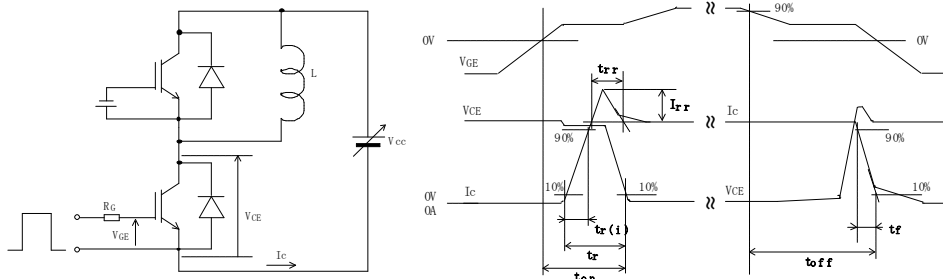 L
Vcc
RG
VGE
VCE
Ic
0V
VGE
90%
0V
trr
Irr
VCE
Ic
90%
90%
0V
0A
Ic
10%
10%
VCE
10%
tr(i)
tr
ton
tf
toff